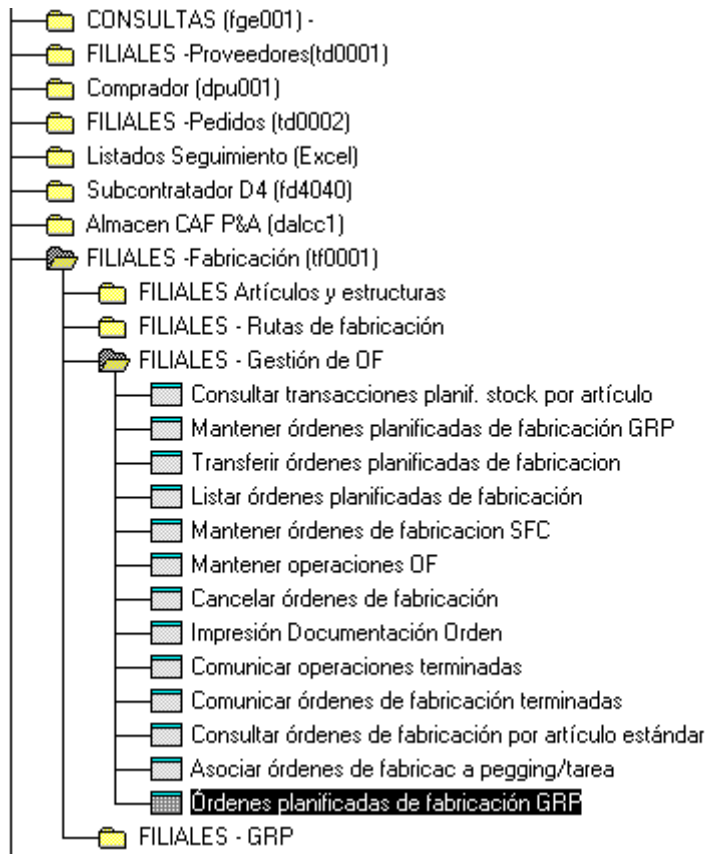 CONSULTAS (fge001) -
FILIALES -Proveedores(td0001)
Comprador (dpu001)
FILIALES -Pedidos (td0002)
Listados Seguimiento (Excel)
Subcontratador D4 (fd4040)
Almacen CAF P&A (dalcc1)
FILIALES -Fabricación (tf0001)
FILIALES Artículos y estructuras
FILIALES - Rutas de fabricación
FILIALES - Gestión de OF
Consultar transacciones planif. stock por artículo
Mantener órdenes planificadas de fabricación GRP
Transferir órdenes planificadas de fabricacion
Listar órdenes planificadas de fabricación
Mantener órdenes de fabricacion SFC
Mantener operaciones OF
Cancelar órdenes de fabricación
Impresión Documentación Orden
Comunicar operaciones terminadas
Comunicar órdenes de fabricación terminadas
Consultar órdenes de fabricación por artículo estándar
Asociar órdenes de fabricac a pegging/tarea
Órdenes planificadas de fabricación GRP
FILIALES - GRP